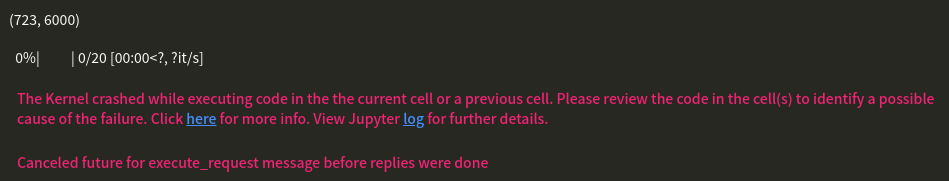 (723, 6000)
0%| | 0/20 [00:00<?, ?it/s]
The Kernel crashed while executing code in the the current cell or a previous cell. Please review the code in the cell(s) to identify a possible
cause of the failure. Click here for more info. View Jupyter log for further details.
Canceled future for execute_request message before replies were done